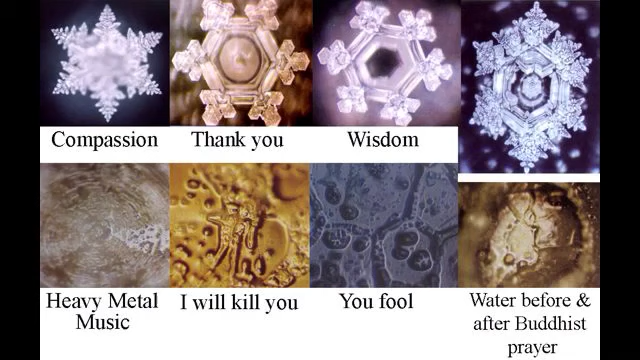 Compassion
Thank you
Wisdom
Heavy Metal
Music
I will kill you
You fool
Water before &
after Buddhist
prayer